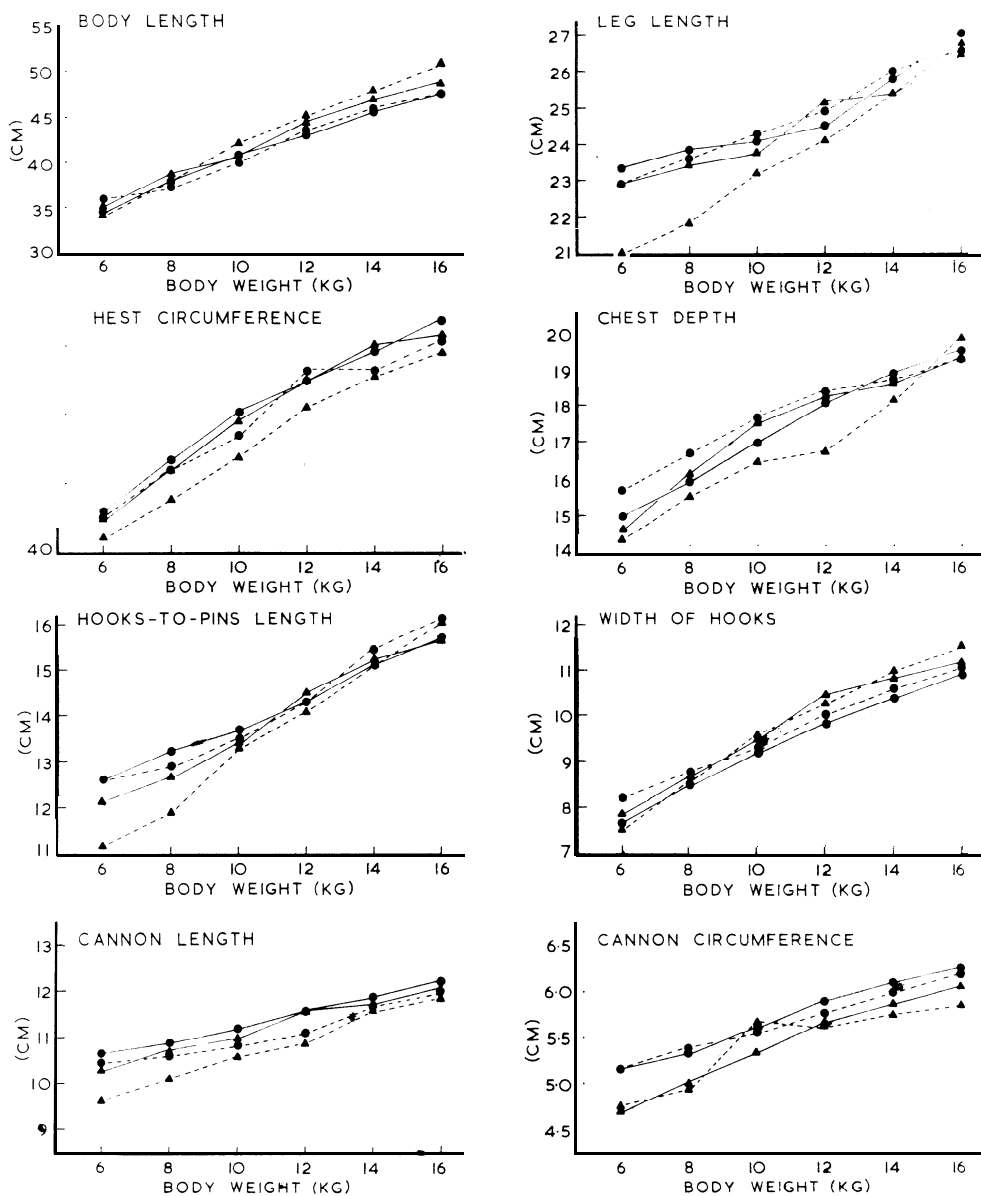 BODY LENGTH
55
50
45
40
35
30
(CM)
6 8 10 12 14 16
BODY WEIGHT (KG)
LEG LENGTH
27
26
25
24
23
22
21
(CM)
6 8 10 12 14 16
BODY WEIGHT (KG)
HEST CIRCUMFERENCE
40
6 8 10 12 14 16
BODY WEIGHT (KG)
CHEST DEPTH
20
19
18
17
16
15
14
(CM)
6 8 10 12 14 16
BODY WEIGHT (KG)
HOOKS-TO-PINS LENGTH
16
15
14
13
12
11
(CM)
6 8 10 12 14 16
BODY WEIGHT (KG)
WIDTH OF HOOKS
12
11
10
9
8
7
(CM)
6 8 10 12 14 16
BODY WEIGHT (KG)
CANNON LENGTH
13
12
11
10
9
(CM)
6 8 10 12 14 16
BODY WEIGHT (KG)
CANNON CIRCUMFERENCE
6·5
6·0
5·5
5·0
4·5
(CM)
6 8 10 12 14 16
BODY WEIGHT (KG)